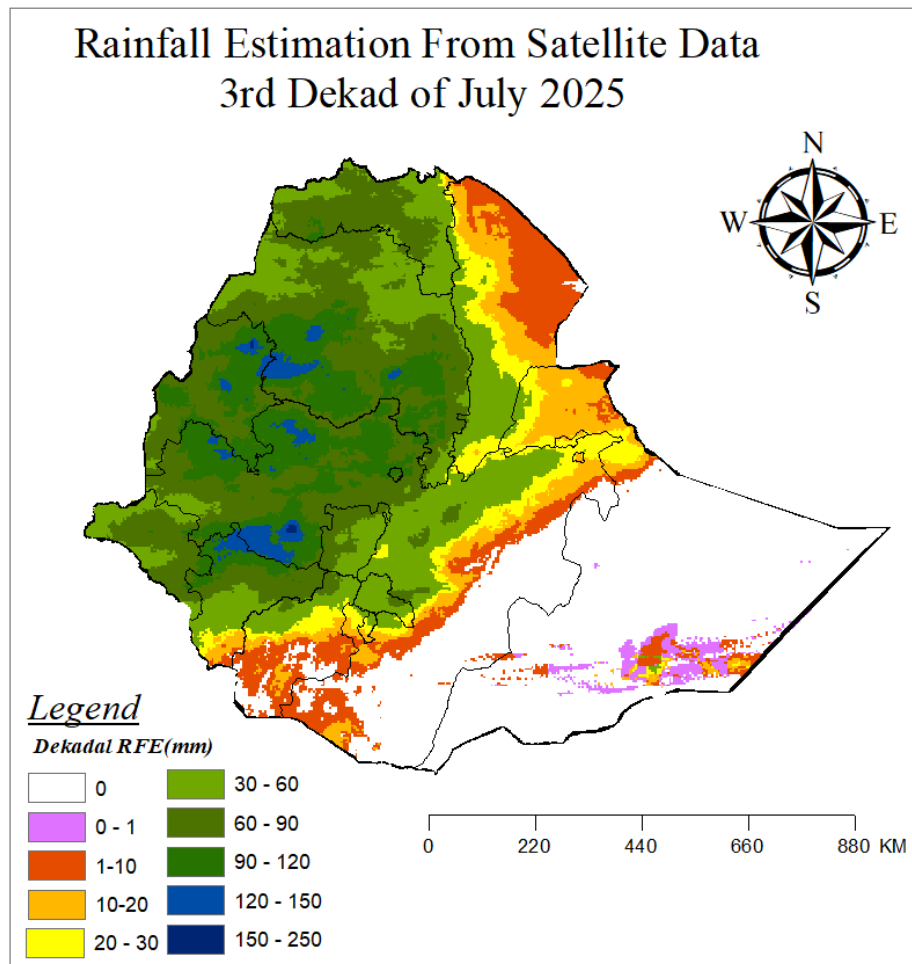 Rainfall Estimation From Satellite Data
3rd Dekad of July 2025
N
W
E
S
Legend
Dekadal RFE(mm)
0
0 - 1
1-10
10-20
20 - 30
30 - 60
60 - 90
90 - 120
120 - 150
150 - 250
0 220 440 660 880 KM